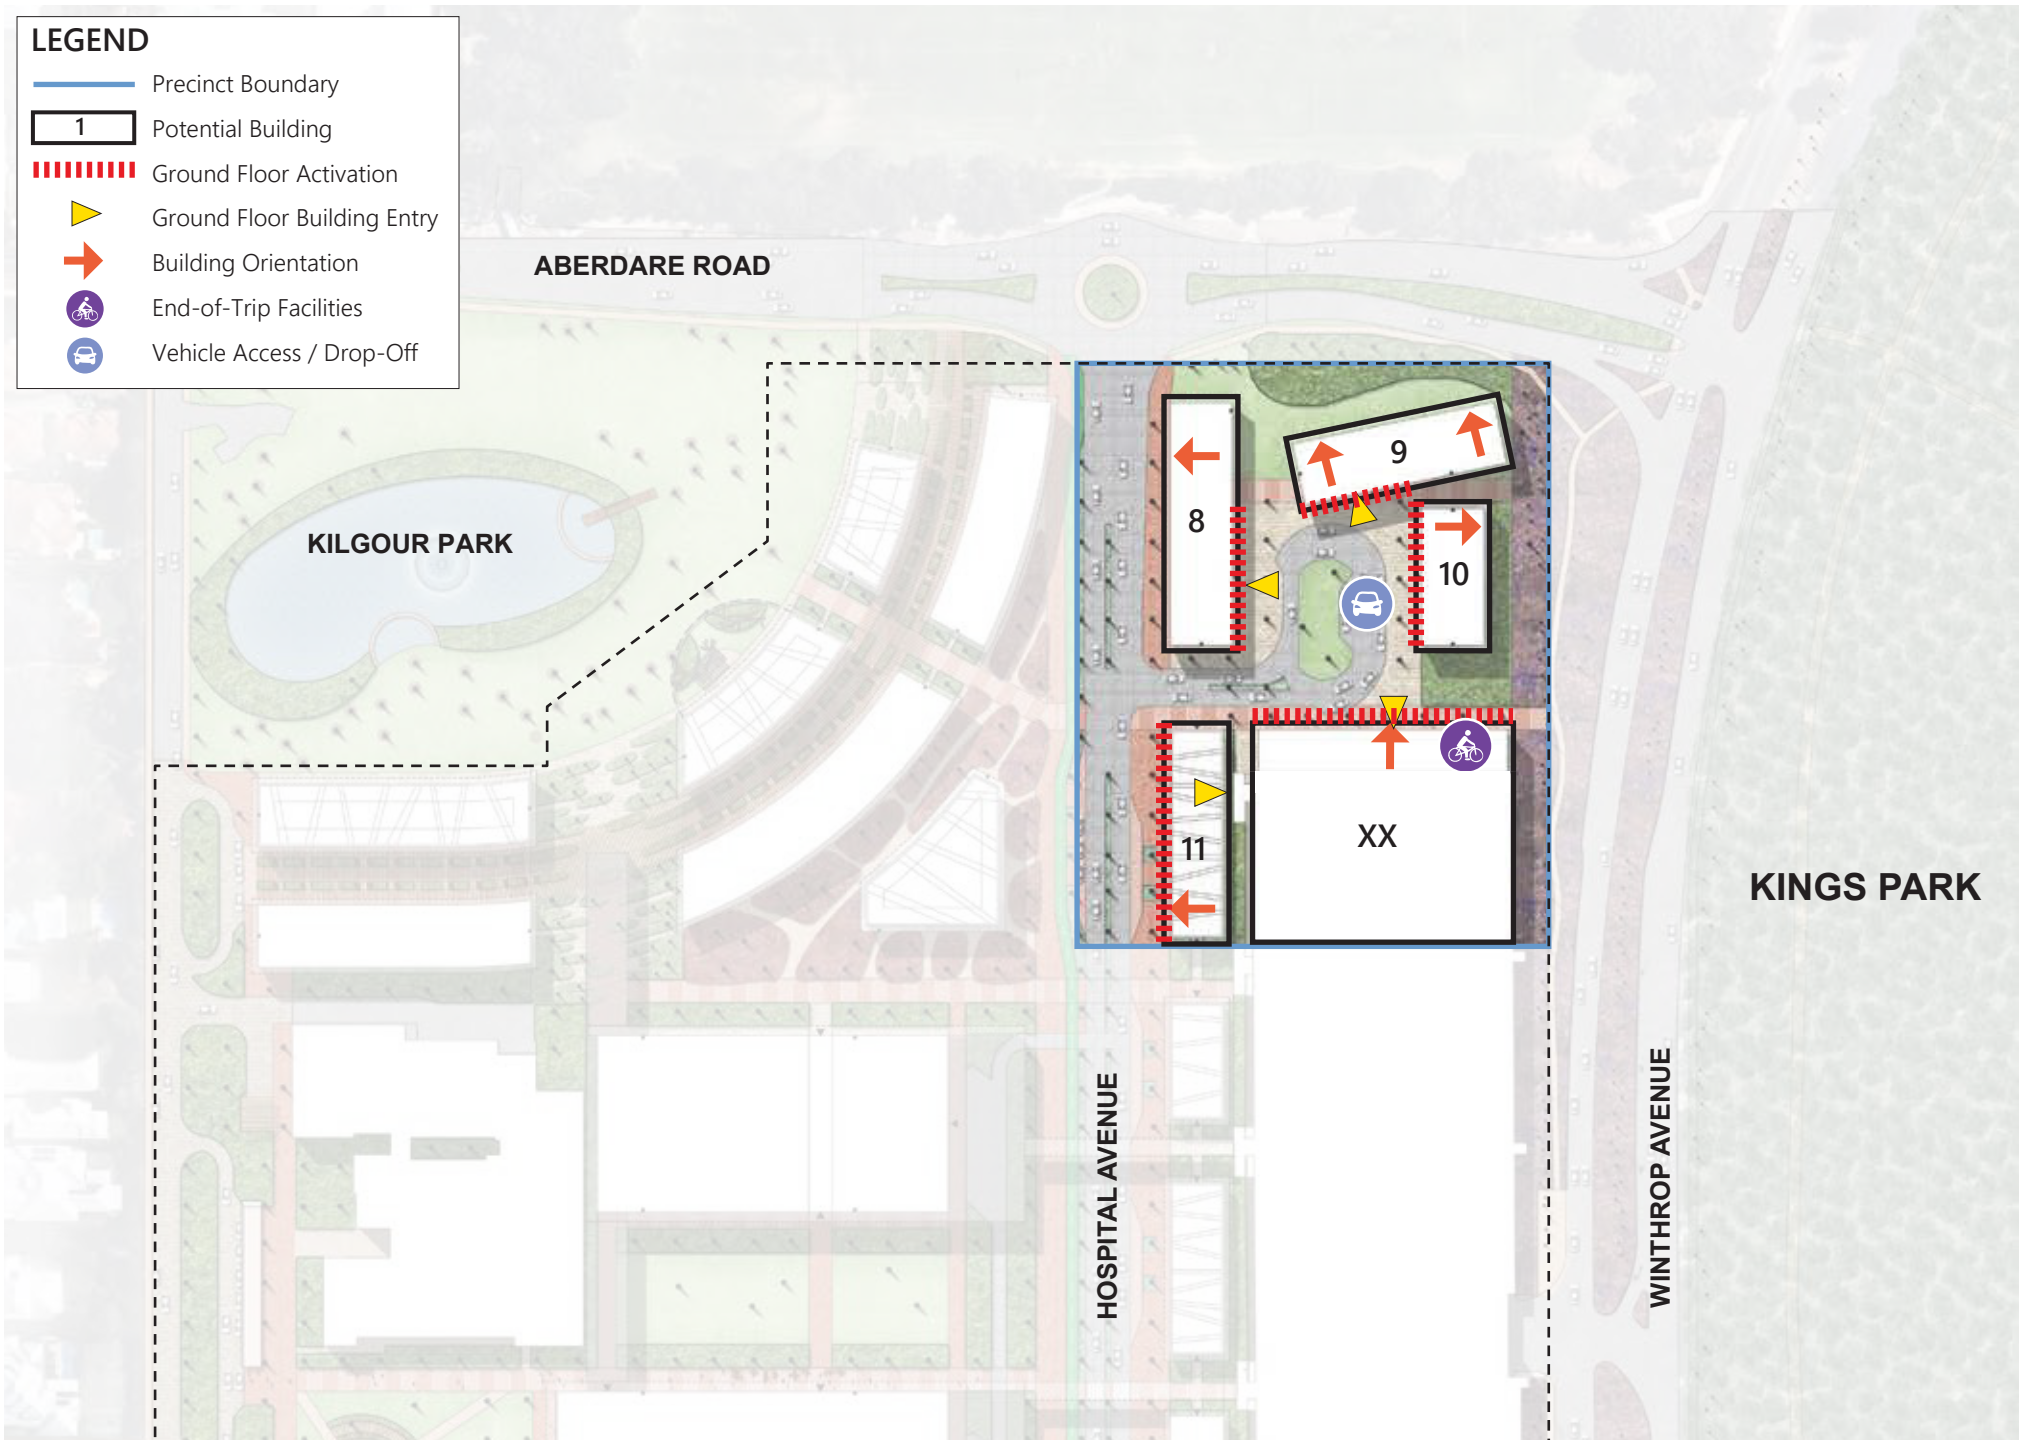 LEGEND
Precinct Boundary
1 Potential Building
Ground Floor Activation
Ground Floor Building Entry
Building Orientation
End-of-Trip Facilities
Vehicle Access / Drop-Off
ABERDARE ROAD
KILGOUR PARK
8
9
10
11
XX
KINGS PARK
HOSPITAL AVENUE
WINTHROP AVENUE